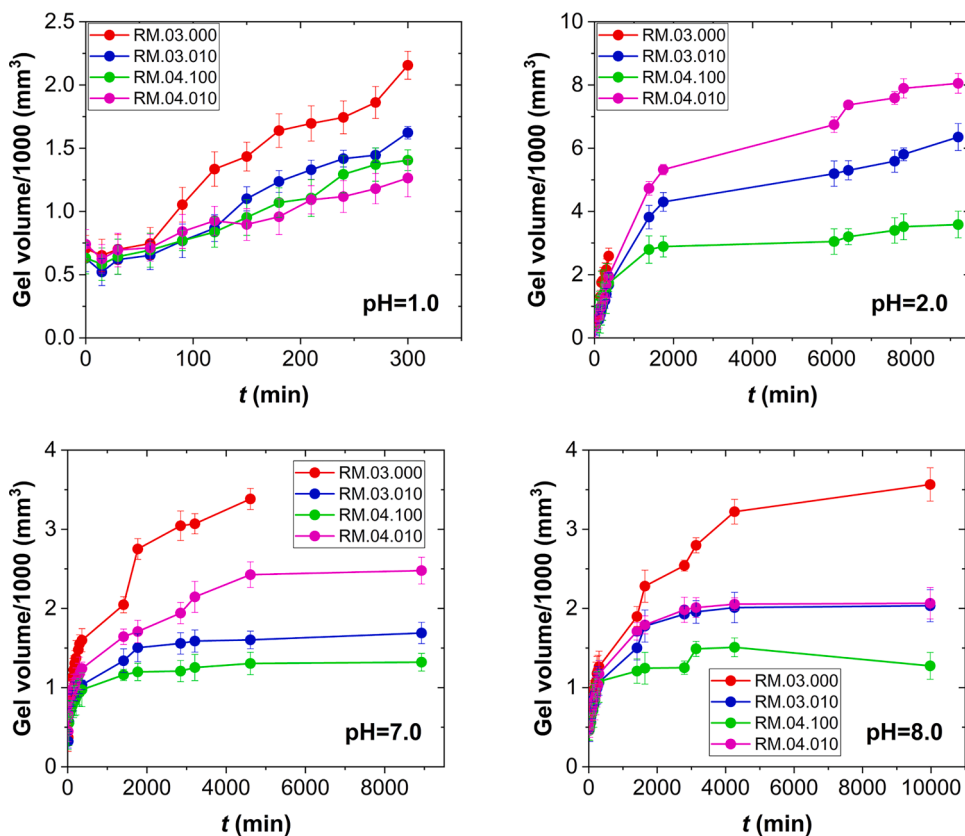 Gel volume/1000 (mm³)
2.5
2.0
1.5
1.0
0.5
0.0
RM.03.000
RM.03.010
RM.04.100
RM.04.010
pH=1.0
0
100
200
300
t (min)
Gel volume/1000 (mm³)
10
8
6
4
2
0
RM.03.000
RM.03.010
RM.04.100
RM.04.010
pH=2.0
0
2000
4000
6000
8000
t (min)
Gel volume/1000 (mm³)
4
3
2
1
0
RM.03.000
RM.03.010
RM.04.100
RM.04.010
pH=7.0
0
2000
4000
6000
8000
t (min)
Gel volume/1000 (mm³)
4
3
2
1
0
RM.03.000
RM.03.010
RM.04.100
RM.04.010
pH=8.0
0
2000
4000
6000
8000
10000
t (min)